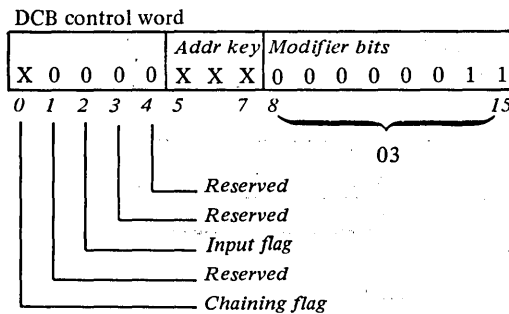 DCB control word
Addr key Modifier bits
X 0 0 0 0 X X X 0 0 0 0 0 0 1 1
0 1 2 3 4 5 7 8 15
03
Reserved
Reserved
Input flag
Reserved
Chaining flag